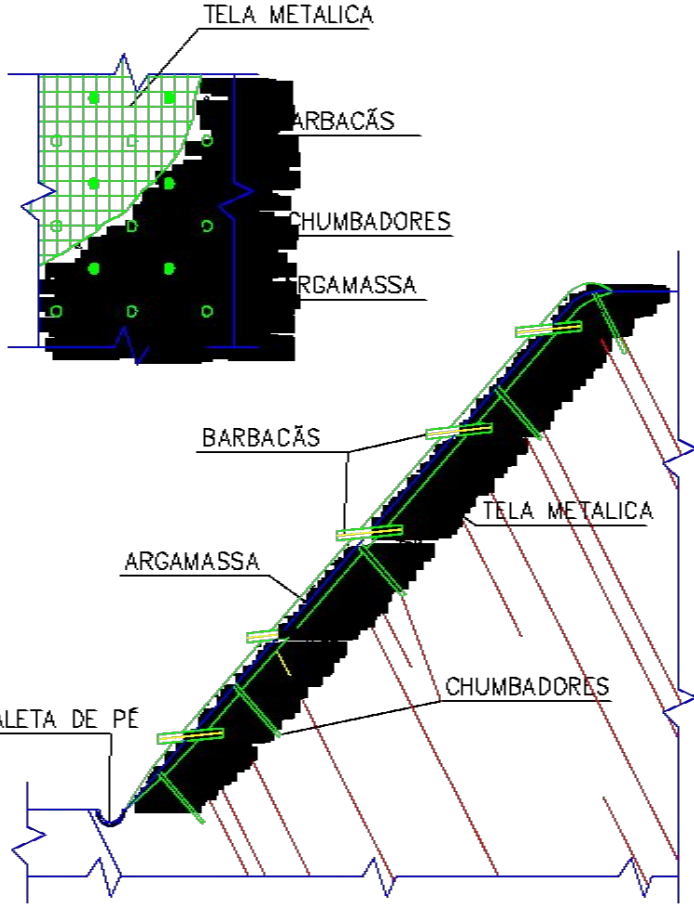 TELA METALICA
ARBACÃS
CHUMBADORES
RGAMASSA
BARBACÃS
TELA METALICA
ARGAMASSA
CHUMBADORES
ALETA DE PÉ